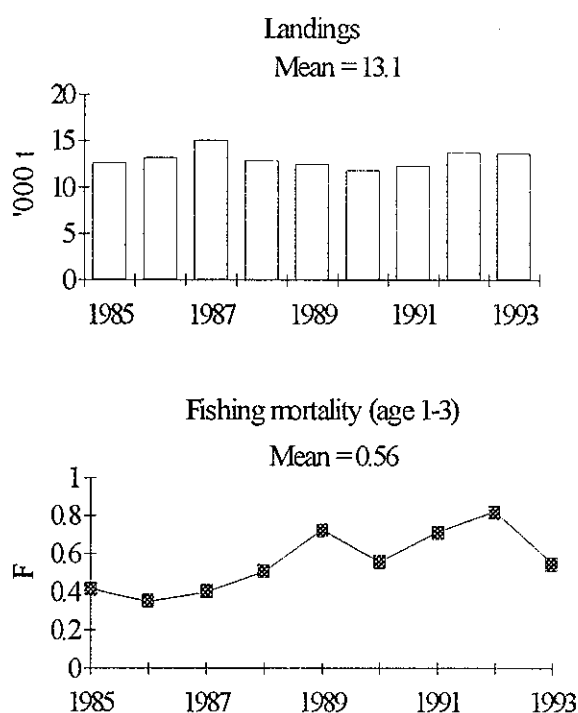 Landings
Mean = 13.1
20
15
10
5
0
'000 t
1985 1987 1989 1991 1993
Fishing mortality (age 1-3)
Mean = 0.56
1
0.8
0.6
0.4
0.2
0
F
1985 1987 1989 1991 1993